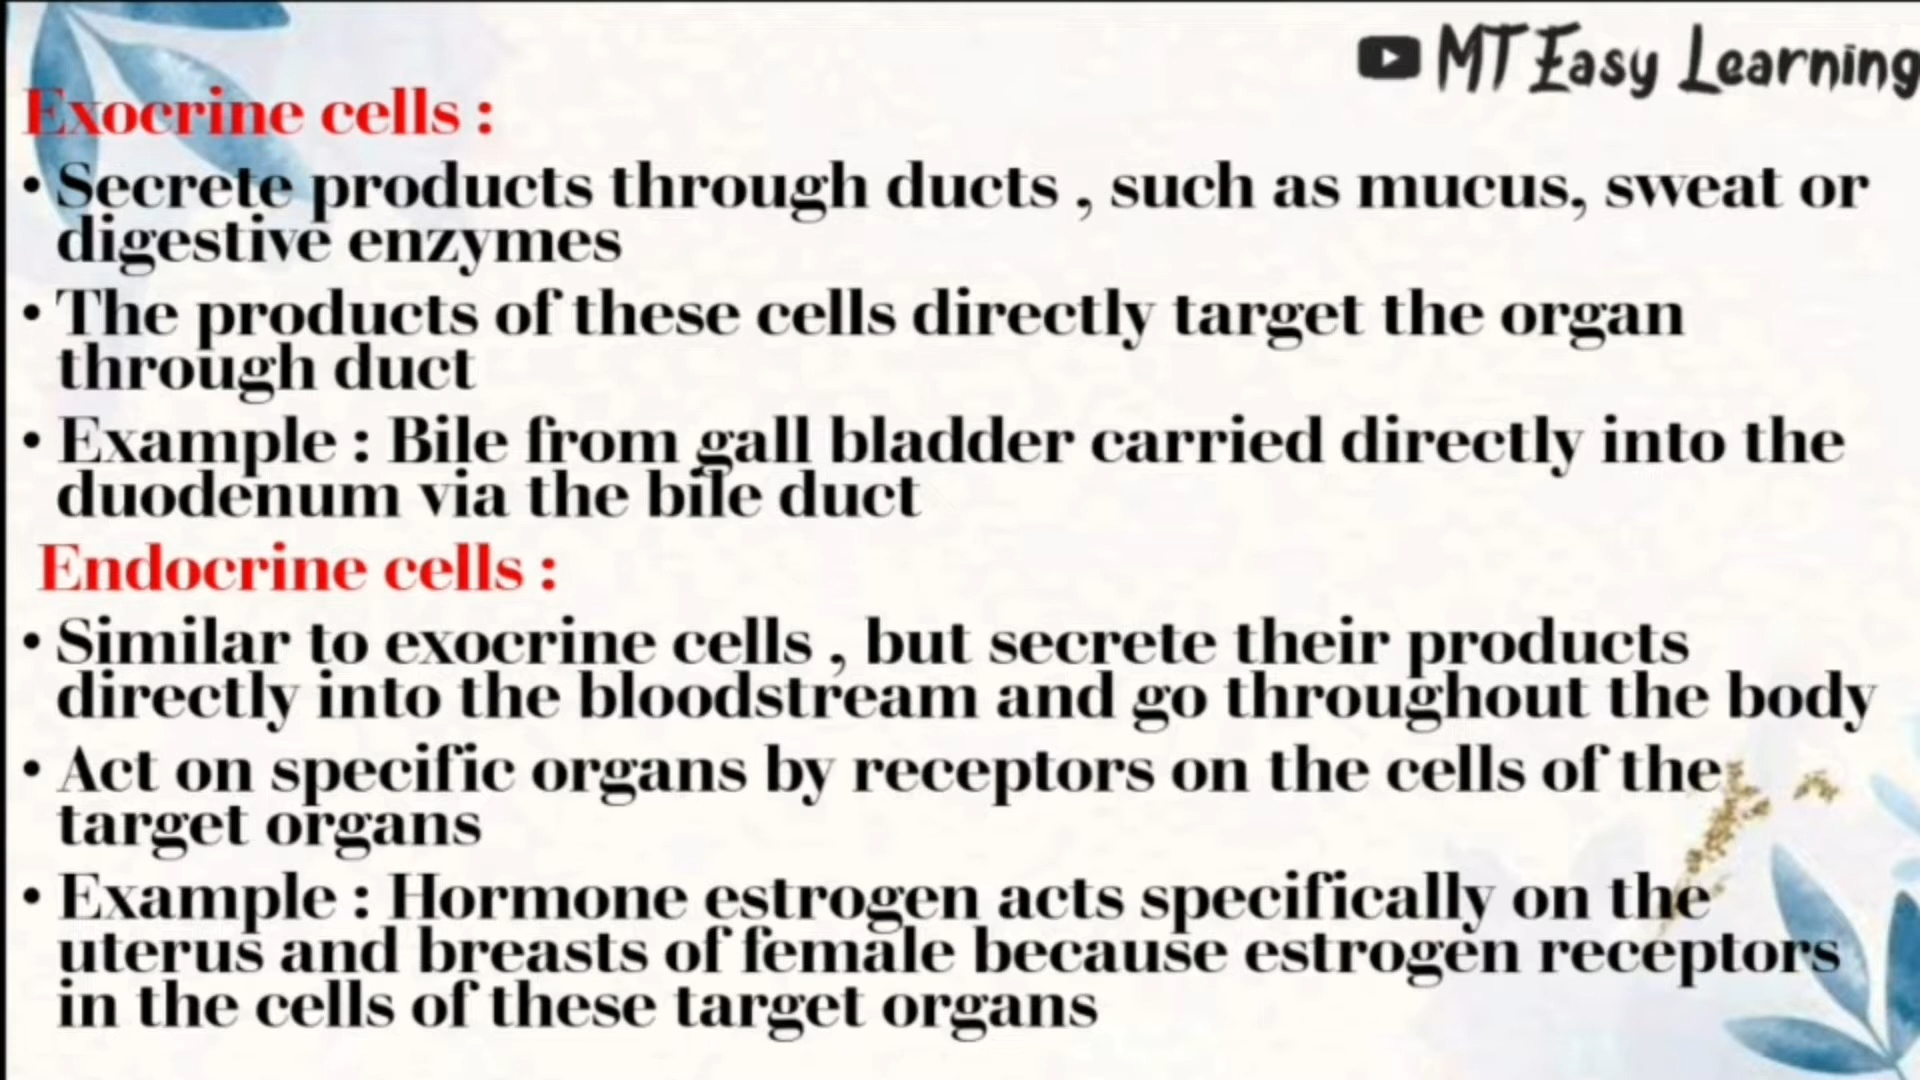 MT Easy Learning
Exocrine cells :
• Secrete products through ducts , such as mucus, sweat or
digestive enzymes
• The products of these cells directly target the organ
through duct
• Example : Bile from gall bladder carried directly into the
duodenum via the bile duct
Endocrine cells :
• Similar to exocrine cells , but secrete their products
directly into the bloodstream and go throughout the body
• Act on specific organs by receptors on the cells of the
target organs
• Example : Hormone estrogen acts specifically on the
uterus and breasts of female because estrogen receptors
in the cells of these target organs